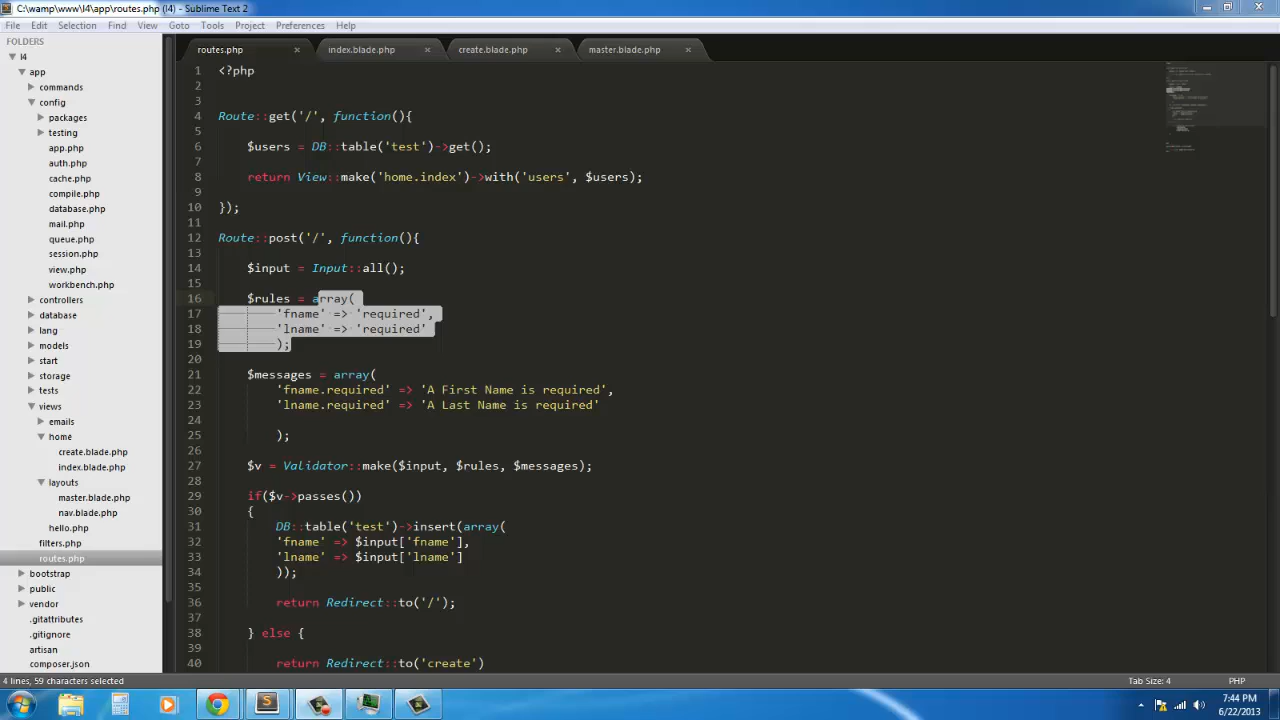 C:\wamp\www\l4\app\routes.php (l4) - Sublime Text 2
File Edit Selection Find View Goto Tools Project Preferences Help
FOLDERS
l4
app
commands
config
packages
testing
app.php
auth.php
cache.php
compile.php
database.php
mail.php
queue.php
session.php
view.php
workbench.php
controllers
database
lang
models
start
storage
tests
views
emails
home
create.blade.php
index.blade.php
layouts
master.blade.php
nav.blade.php
hello.php
filters.php
routes.php
bootstrap
public
vendor
.gitattributes
.gitignore
artisan
composer.json
routes.php × index.blade.php × create.blade.php × master.blade.php ×
1 <?php
2
3
4 Route::get('/', function(){
5
6 $users = DB::table('test')->get();
7
8 return View::make('home.index')->with('users', $users);
9
10 });
11
12 Route::post('/', function(){
13
14 $input = Input::all();
15
16 $rules = array(
17 'fname' => 'required',
18 'lname' => 'required'
19 );
20
21 $messages = array(
22 'fname.required' => 'A First Name is required',
23 'lname.required' => 'A Last Name is required'
24
25 );
26
27 $v = Validator::make($input, $rules, $messages);
28
29 if($v->passes())
30 {
31 DB::table('test')->insert(array(
32 'fname' => $input['fname'],
33 'lname' => $input['lname']
34 ));
35
36 return Redirect::to('/');
37
38 } else {
39
40 return Redirect::to('create')
4 lines, 59 characters selected Tab Size: 4 PHP
7:44 PM
6/22/2013